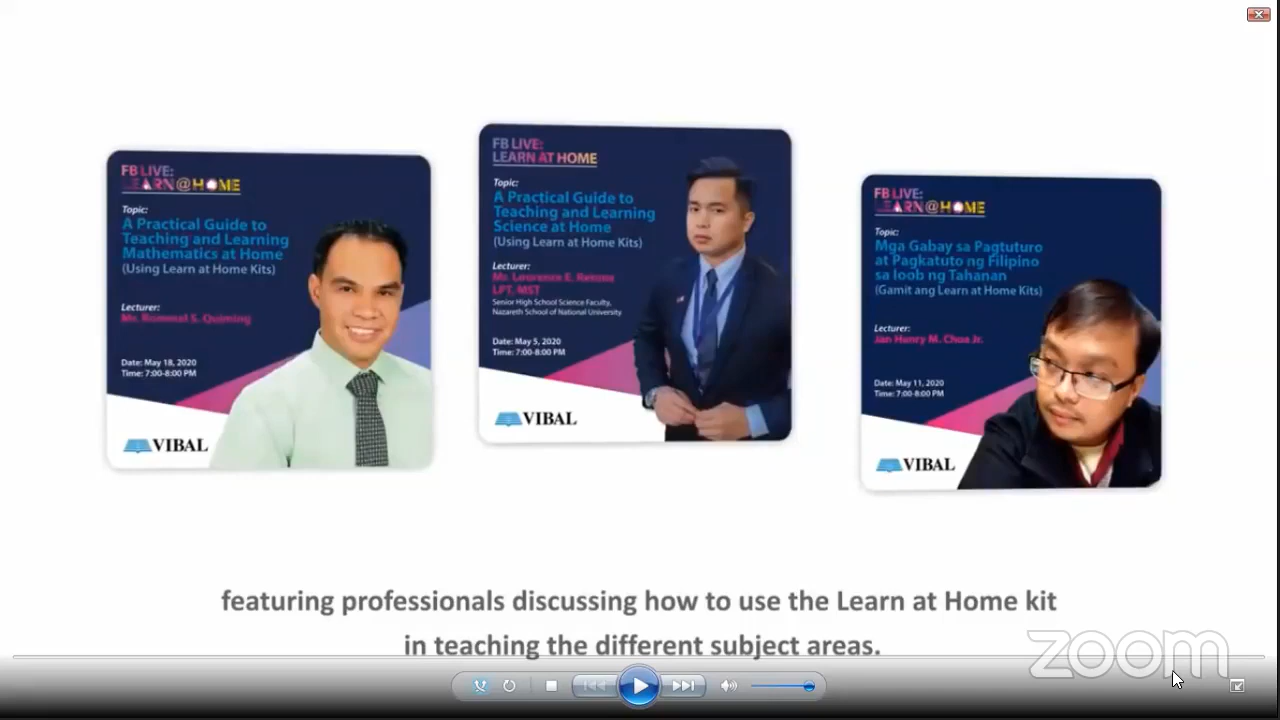 FB LIVE:
LEARN@HOME
Topic:
A Practical Guide to
Teaching and Learning
Mathematics at Home
(Using Learn at Home Kits)
Lecturer:
Mr. Rommel S. Quiming
Date: May 18, 2020
Time: 7:00-8:00 PM
VIBAL
FB LIVE:
LEARN AT HOME
Topic:
A Practical Guide to
Teaching and Learning
Science at Home
(Using Learn at Home Kits)
Lecturer:
Mr. Lourence E. Retone
LPT, MST
Senior High School Science Faculty,
Nazareth School of National University
Date: May 5, 2020
Time: 7:00-8:00 PM
VIBAL
FB LIVE:
LEARN@HOME
Topic:
Mga Gabay sa Pagtuturo
at Pagkatuto ng Filipino
sa loob ng Tahanan
(Gamit ang Learn at Home Kits)
Lecturer:
Jan Henry M. Choa Jr.
Date: May 11, 2020
Time: 7:00-8:00 PM
VIBAL
featuring professionals discussing how to use the Learn at Home kit
in teaching the different subject areas.
zoom